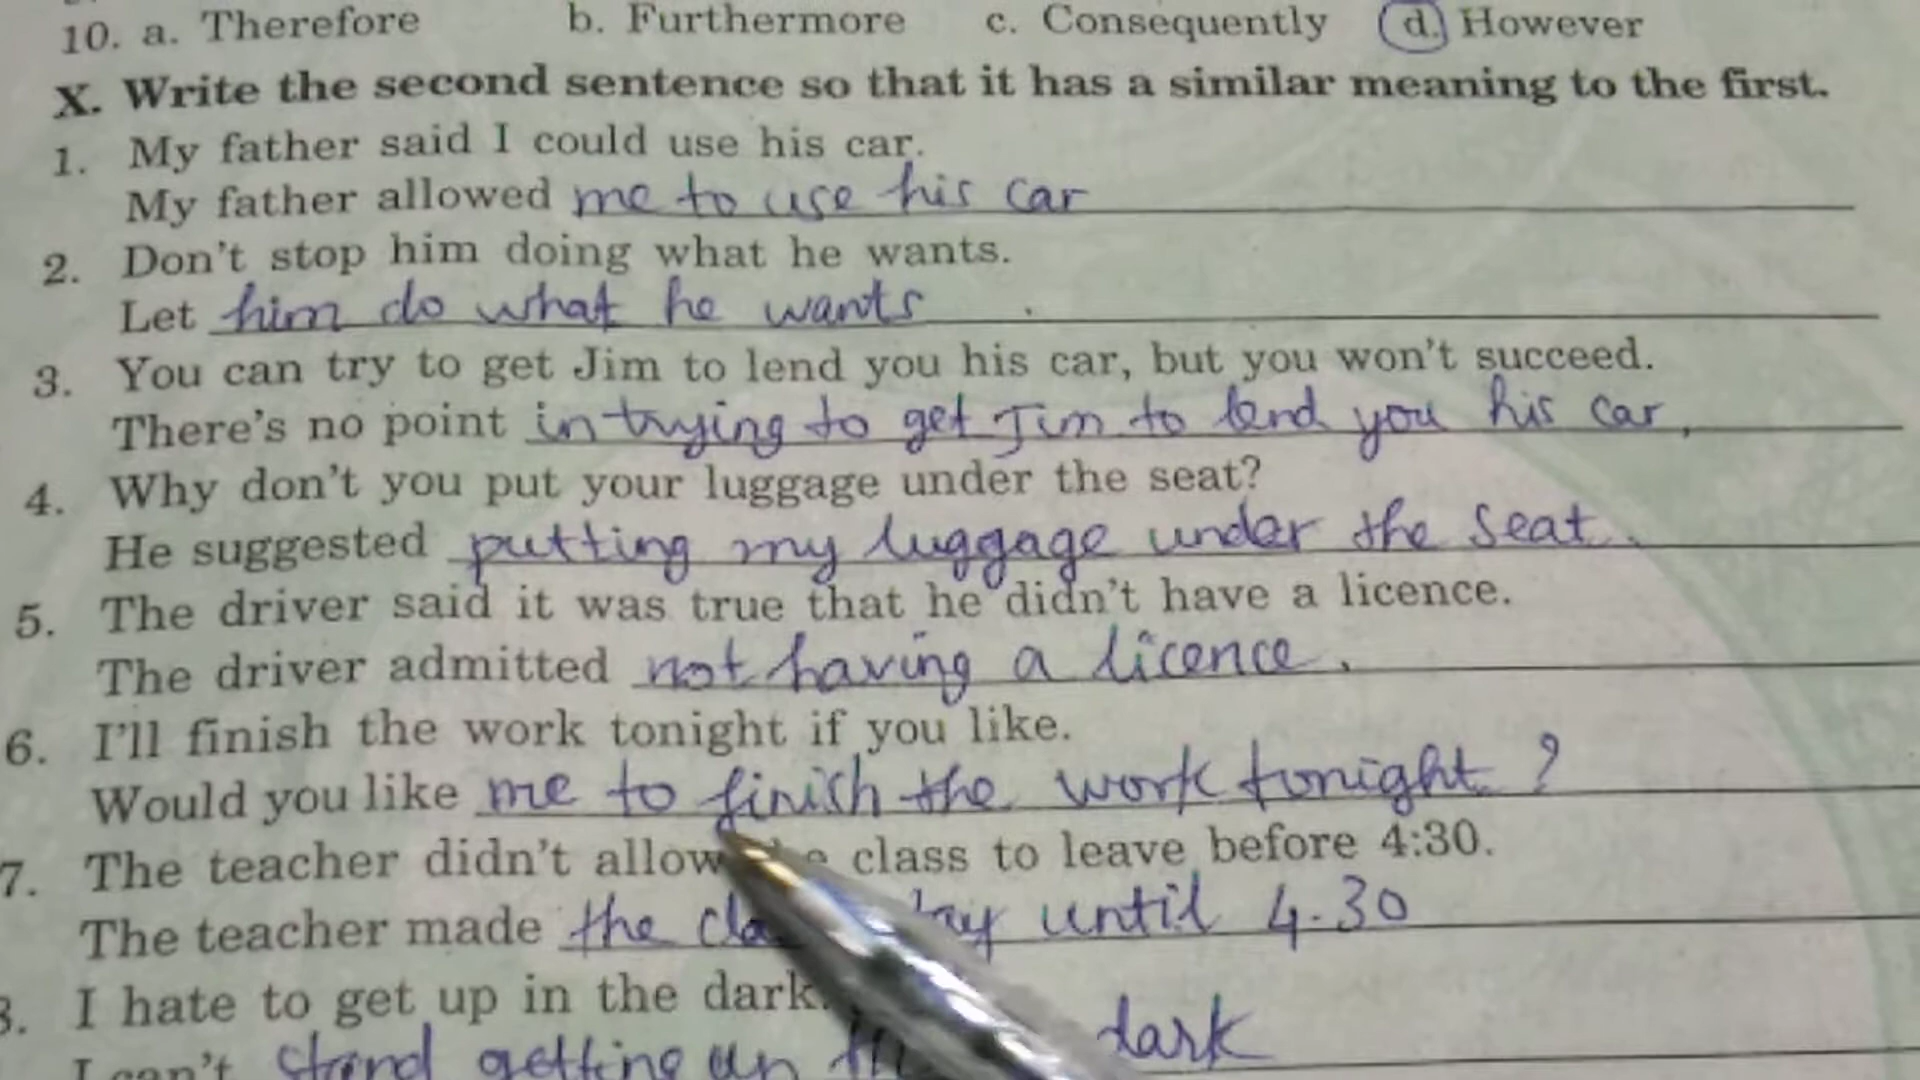 10. a. Therefore b. Furthermore c. Consequently d. However
X. Write the second sentence so that it has a similar meaning to the first.
1. My father said I could use his car.
My father allowed me to use his car
2. Don't stop him doing what he wants.
Let him do what he wants .
3. You can try to get Jim to lend you his car, but you won't succeed.
There's no point in trying to get Jim to lend you his car.
4. Why don't you put your luggage under the seat?
He suggested putting my luggage under the seat.
5. The driver said it was true that he didn't have a licence.
The driver admitted not having a licence.
6. I'll finish the work tonight if you like.
Would you like me to finish the work tonight?
7. The teacher didn't allow class to leave before 4:30.
The teacher made the until 4.30
8. I hate to get up in the dark.
I can't stand getting up dark